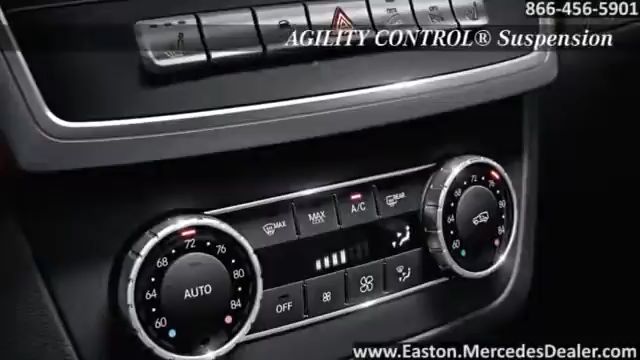 866-456-5901
AGILITY CONTROL® Suspension
MAX MAX A/C REAR
68 72 76 80 84 64 60 AUTO
68 72 76 80 84 64 60
OFF
www.Easton.MercedesDealer.com